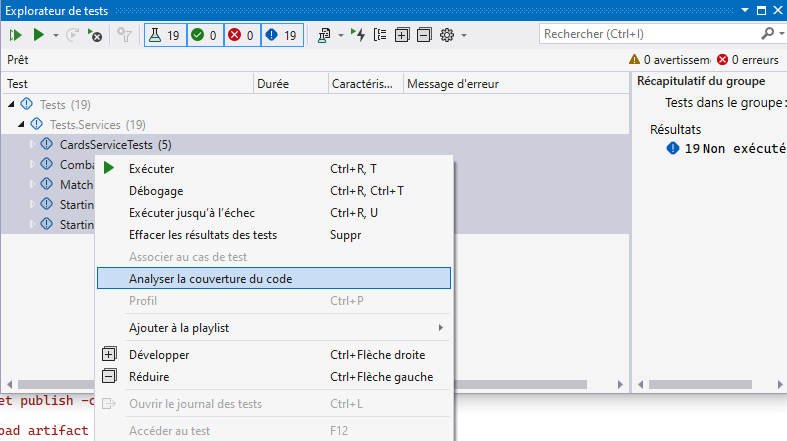 Explorateur de tests
19 0 0 19 Rechercher (Ctrl+I)
Prêt 0 avertisseme 0 erreurs
Test Durée Caractéris... Message d'erreur
Récapitulatif du groupe
Tests (19)
Tests dans le groupe:
Tests.Services (19)
Résultats
CardsServiceTests (5)
19 Non exécuté
Comba
Match
Startin
Startin
Exécuter Ctrl+R, T
Débogage Ctrl+R, Ctrl+T
Exécuter jusqu'à l'échec Ctrl+R, U
Effacer les résultats des tests Suppr
Associer au cas de test
Analyser la couverture du code
Profil Ctrl+P
Ajouter à la playlist
Développer Ctrl+Flèche droite
Réduire Ctrl+Flèche gauche
Ouvrir le journal des tests Ctrl+L
Accéder au test F12
et publish -c
oad artifact